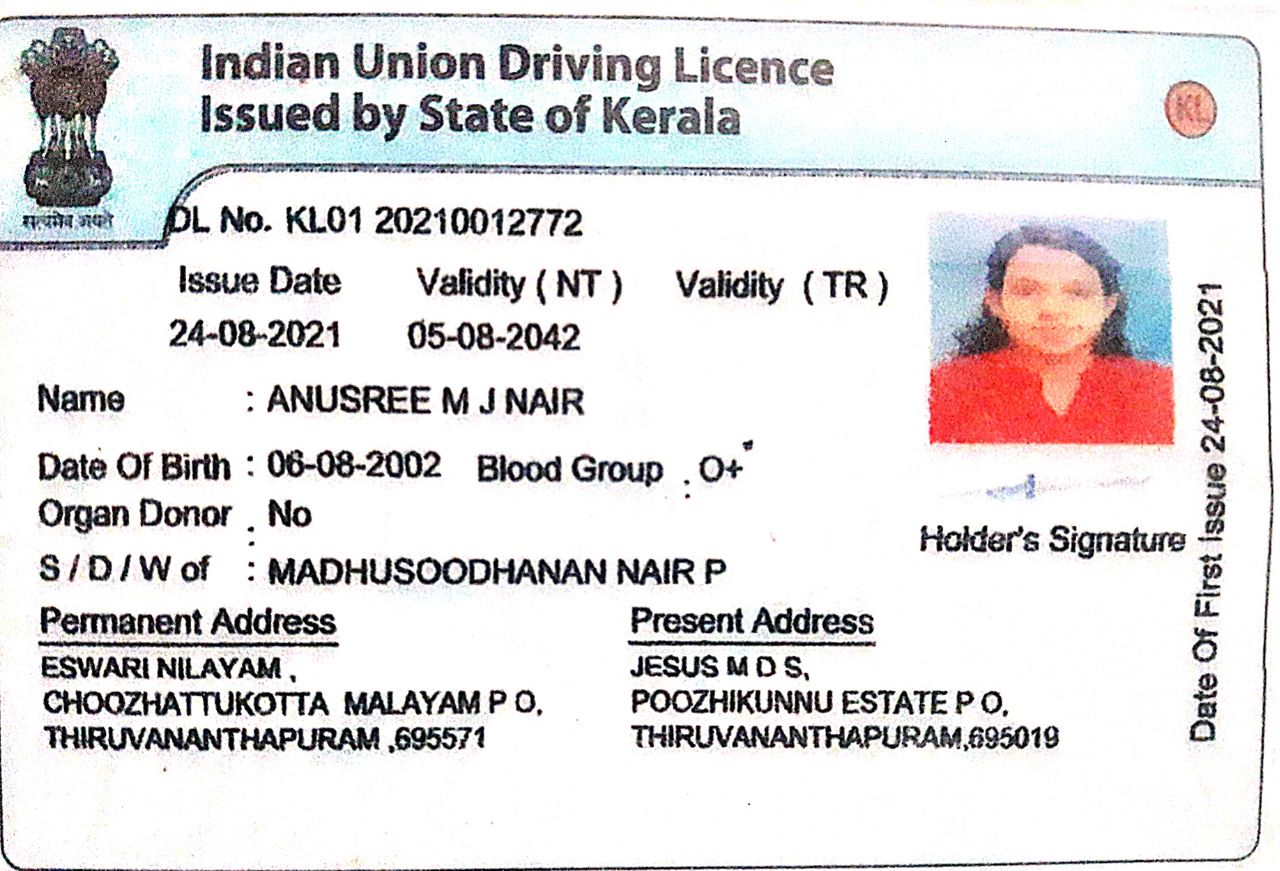 Indian Union Driving Licence
Issued by State of Kerala
KL
सत्यमेव जयते
DL No. KL01 20210012772
Issue Date Validity ( NT ) Validity ( TR )
24-08-2021 05-08-2042
Name : ANUSREE M J NAIR
Date Of Birth : 06-08-2002 Blood Group : O+
Organ Donor : No
Holder's Signature
S / D / W of : MADHUSOODHANAN NAIR P
Permanent Address
ESWARI NILAYAM ,
CHOOZHATTUKOTTA MALAYAM P O,
THIRUVANANTHAPURAM ,695571
Present Address
JESUS M D S,
POOZHIKUNNU ESTATE P O,
THIRUVANANTHAPURAM,695019
Date Of First Issue 24-08-2021